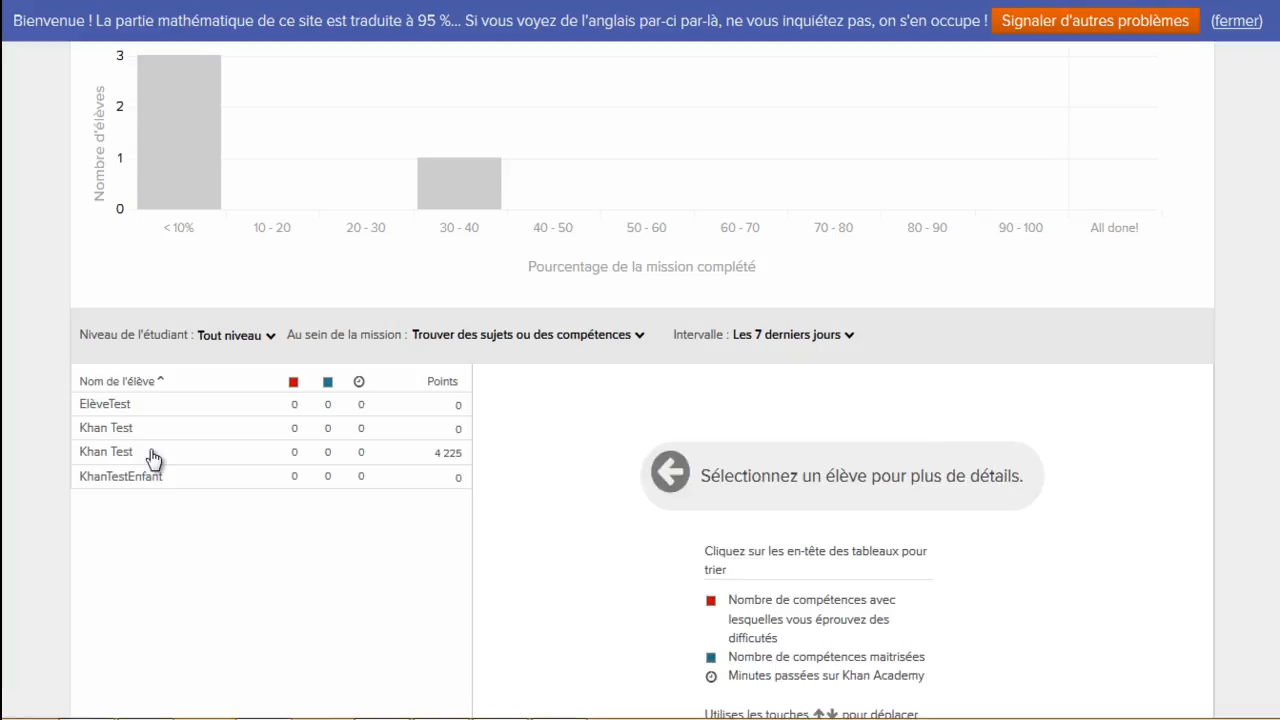 Bienvenue ! La partie mathématique de ce site est traduite à 95 %... Si vous voyez de l'anglais par-ci par-là, ne vous inquiétez pas, on s'en occupe ! Signaler d'autres problèmes (fermer)
Nombre d'élèves
3
2
1
0
< 10% 10 - 20 20 - 30 30 - 40 40 - 50 50 - 60 60 - 70 70 - 80 80 - 90 90 - 100 All done!
Pourcentage de la mission complété
Niveau de l'étudiant : Tout niveau Au sein de la mission : Trouver des sujets ou des compétences Intervalle : Les 7 derniers jours
Nom de l'élève Points
ElèveTest 0 0 0 0
Khan Test 0 0 0 0
Khan Test 0 0 0 4 225
KhanTestEnfant 0 0 0 0
Sélectionnez un élève pour plus de détails.
Cliquez sur les en-tête des tableaux pour
trier
Nombre de compétences avec
lesquelles vous éprouvez des
difficutés
Nombre de compétences maitrisées
Minutes passées sur Khan Academy
Utilises les touches pour déplacer